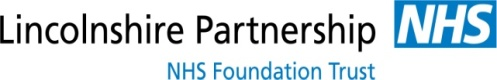 Lincolnshire Partnership NHS
NHS Foundation Trust